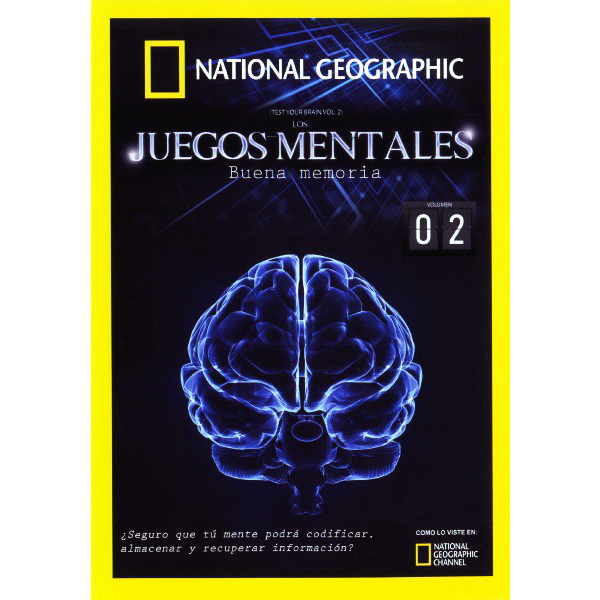 NATIONAL GEOGRAPHIC
(TEST YOUR BRAIN VOL. 2)
LOS
JUEGOS MENTALES
Buena memoria
VOLUMEN
02
¿Seguro que tú mente podrá codificar,
almacenar y recuperar información?
COMO LO VISTE EN:
NATIONAL
GEOGRAPHIC
CHANNEL